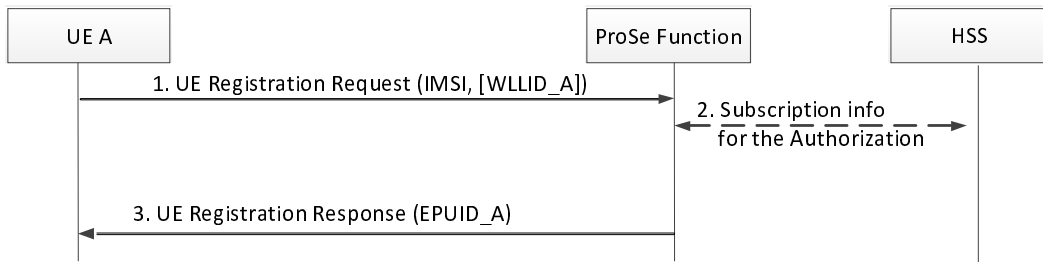 UE A
ProSe Function
HSS
1. UE Registration Request (IMSI, [WLLID_A])
2. Subscription info
for the Authorization
3. UE Registration Response (EPUID_A)